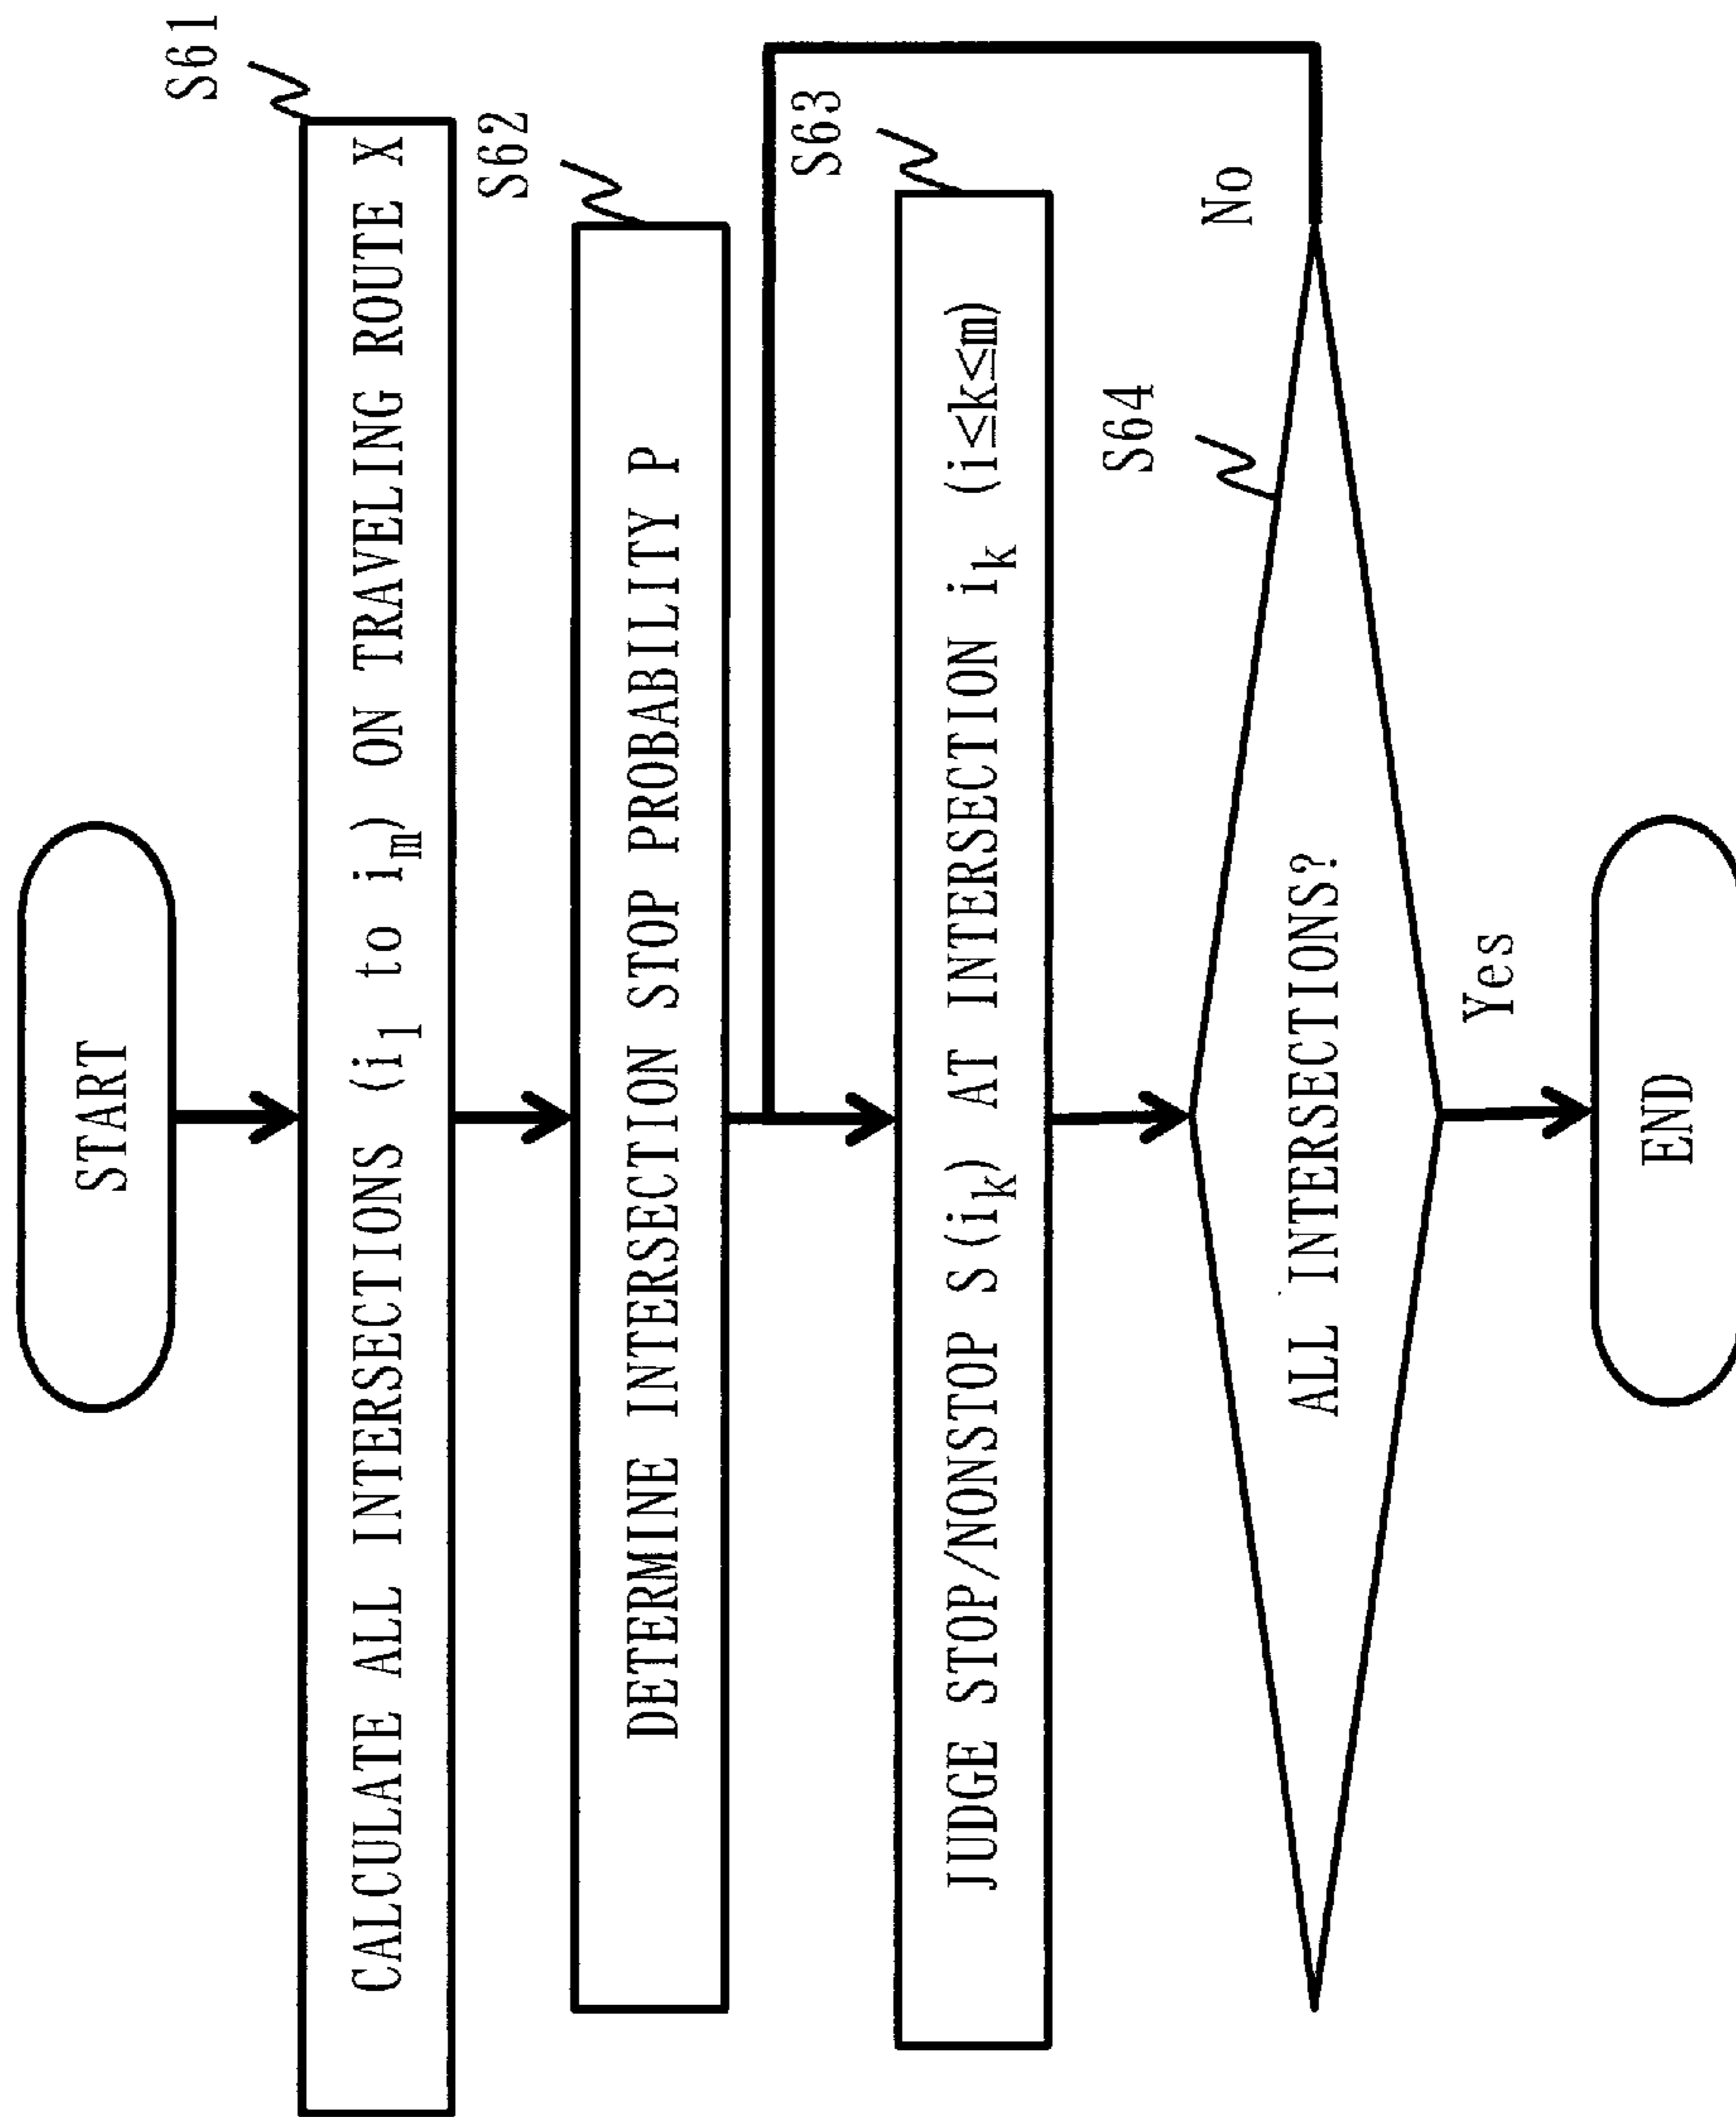 START
S61
CALCULATE ALL INTERSECTIONS (i₁ to iₘ) ON TRAVELING ROUTE X
S62
DETERMINE INTERSECTION STOP PROBABILITY P
S63
JUDGE STOP/NONSTOP S(iₖ) AT INTERSECTION iₖ (i≤k≤m)
S64
ALL INTERSECTIONS?
No
Yes
END